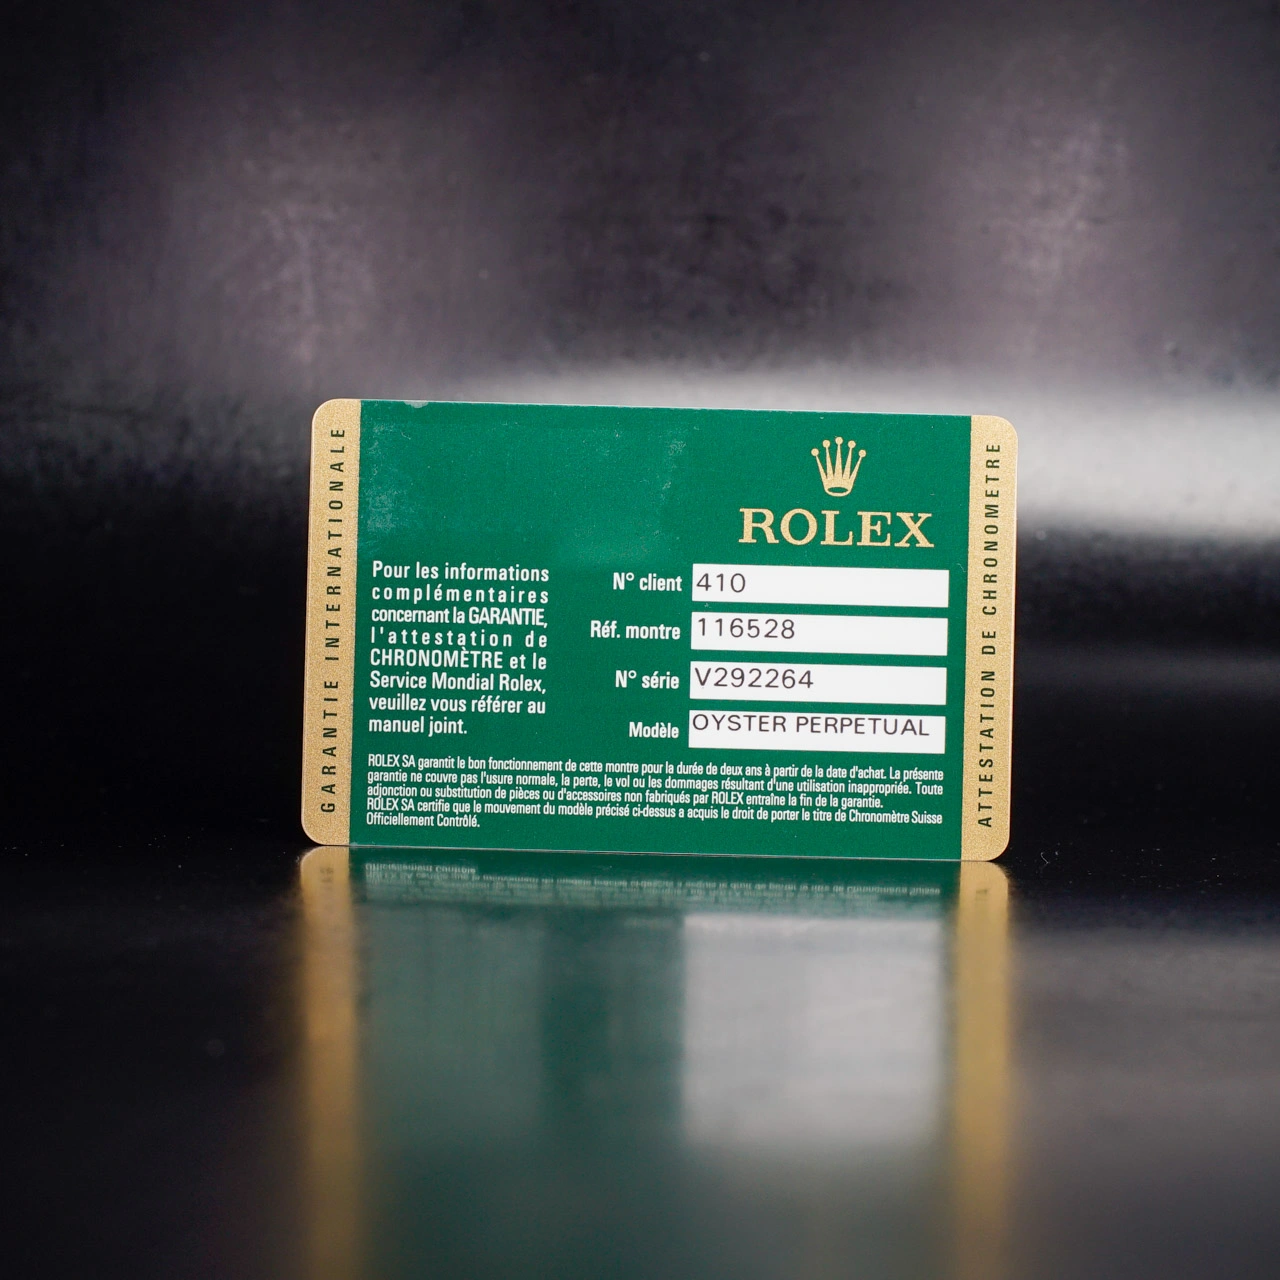 GARANTIE INTERNATIONALE
ROLEX
Pour les informations
complémentaires
concernant la GARANTIE,
l'attestation de
CHRONOMÈTRE et le
Service Mondial Rolex,
veuillez vous référer au
manuel joint.
N° client 410
Réf. montre 116528
N° série V292264
Modèle OYSTER PERPETUAL
ROLEX SA garantit le bon fonctionnement de cette montre pour la durée de deux ans à partir de la date d'achat. La présente
garantie ne couvre pas l'usure normale, la perte, le vol ou les dommages résultant d'une utilisation inappropriée. Toute
adjonction ou substitution de pièces ou d'accessoires non fabriqués par ROLEX entraîne la fin de la garantie.
ROLEX SA certifie que le mouvement du modèle précisé ci-dessus a acquis le droit de porter le titre de Chronomètre Suisse
Officiellement Contrôlé.
ATTESTATION DE CHRONOMETRE